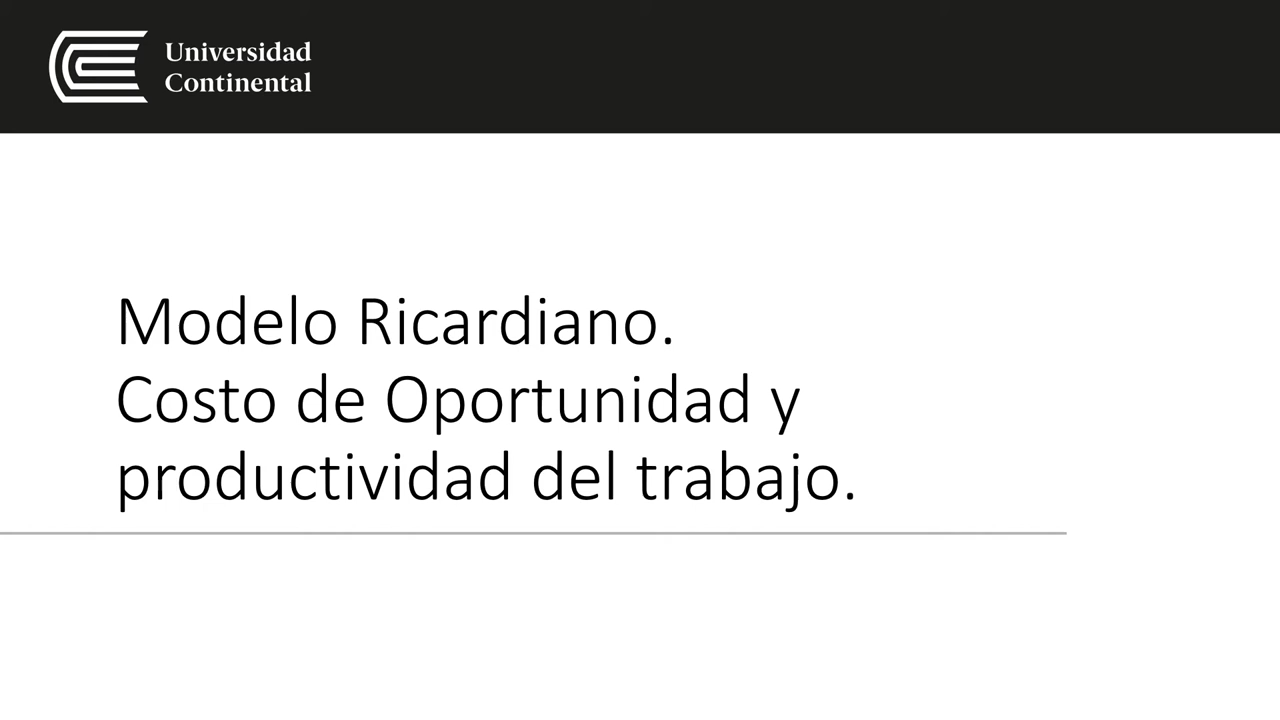 Universidad
Continental
Modelo Ricardiano.
Costo de Oportunidad y
productividad del trabajo.